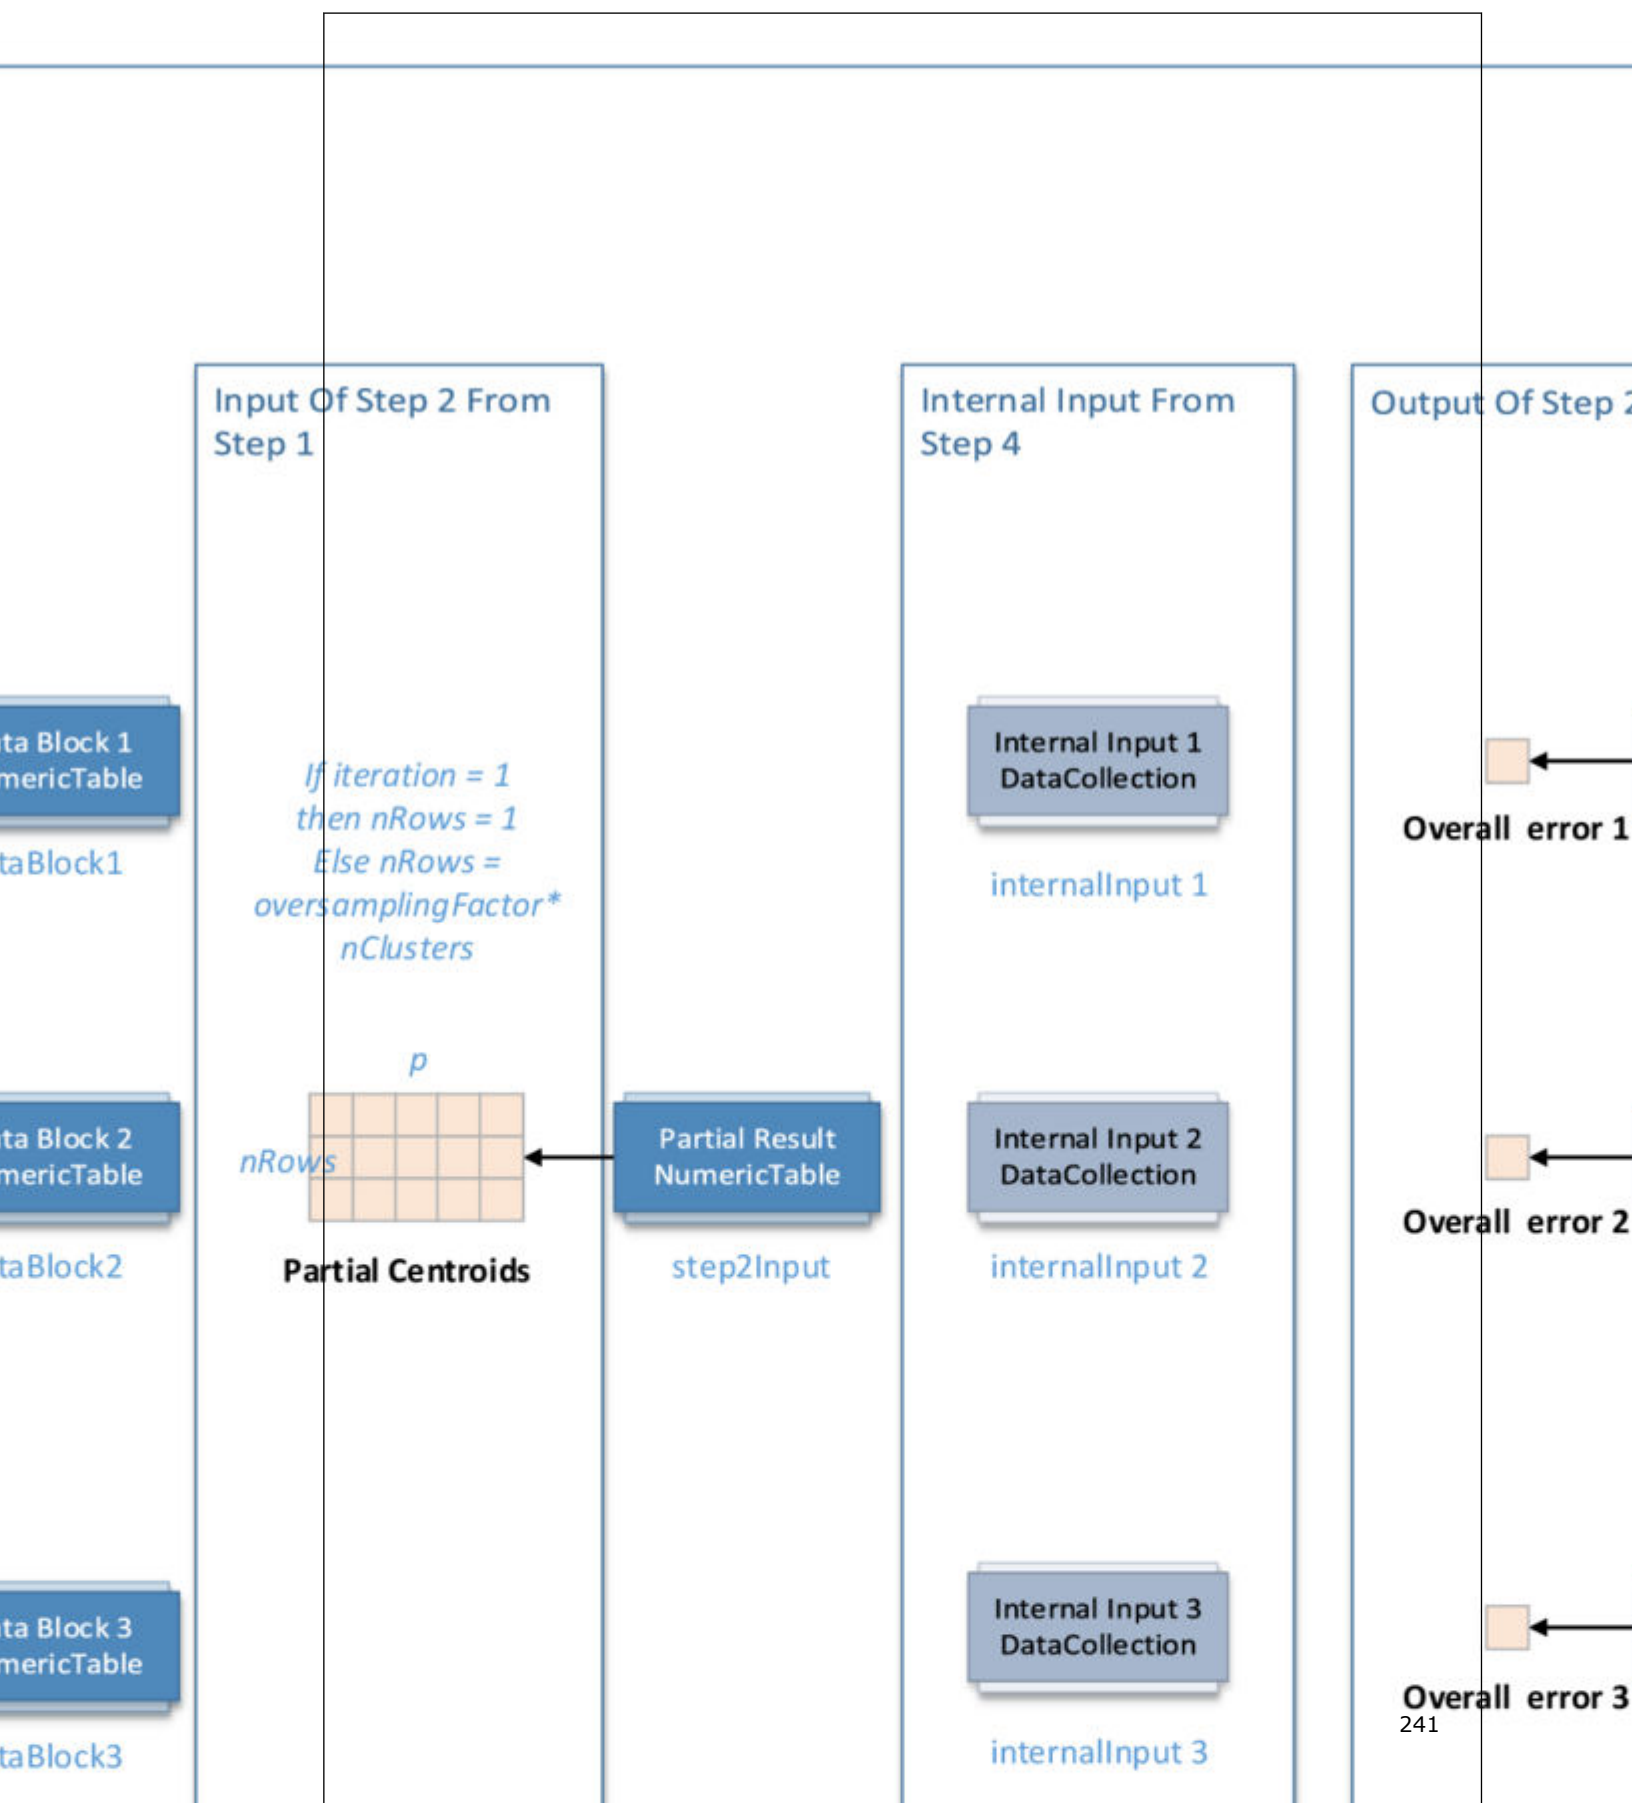 Input Of Step 2 From
Step 1
Internal Input From
Step 4
Output Of Step 2
ta Block 1
mericTable
taBlock1
If iteration = 1
then nRows = 1
Else nRows =
oversamplingFactor*
nClusters
Internal Input 1
DataCollection
internalInput 1
Overall error 1
ta Block 2
mericTable
taBlock2
p
nRows
Partial Centroids
Partial Result
NumericTable
step2Input
Internal Input 2
DataCollection
internalInput 2
Overall error 2
ta Block 3
mericTable
taBlock3
Internal Input 3
DataCollection
internalInput 3
Overall error 3
241